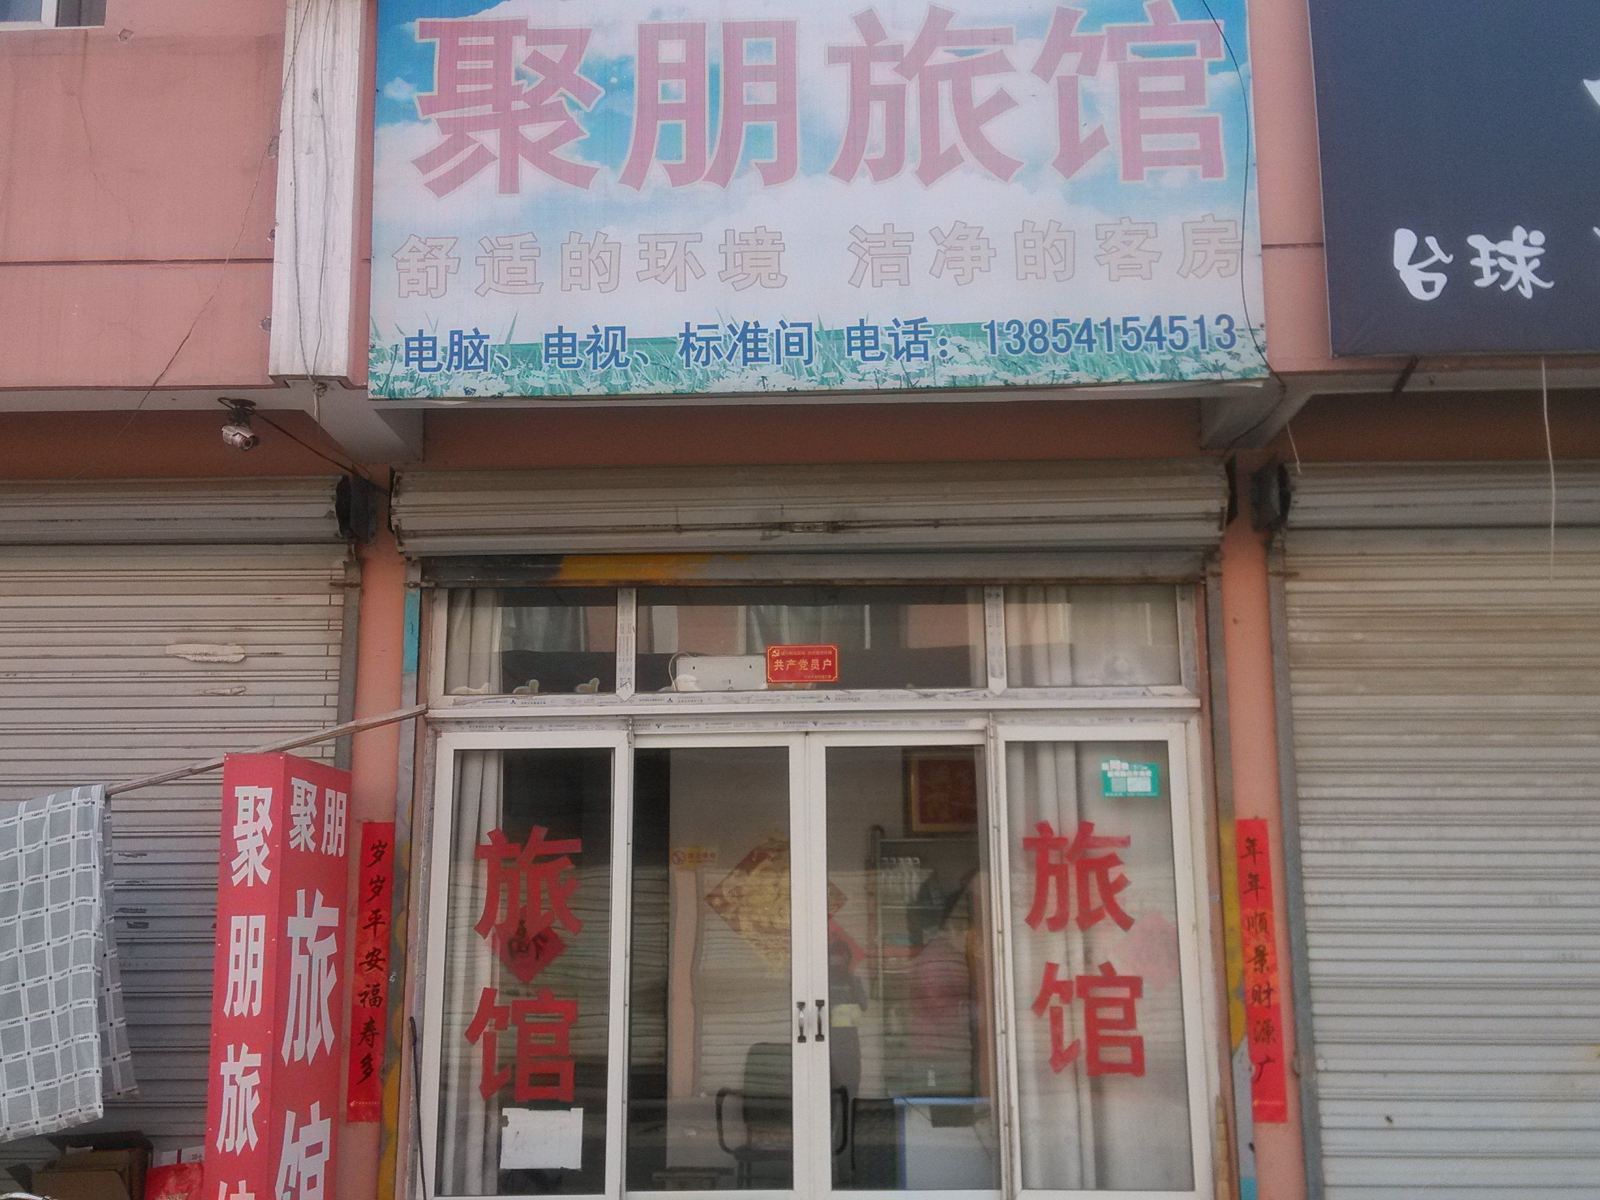 聚朋旅馆
舒适的环境 洁净的客房
电脑、电视、标准间 电话：13854154513
台球
共产党员户
聚朋旅
聚朋
旅馆
岁岁平安福寿多
旅馆
旅馆
年年顺景财源广